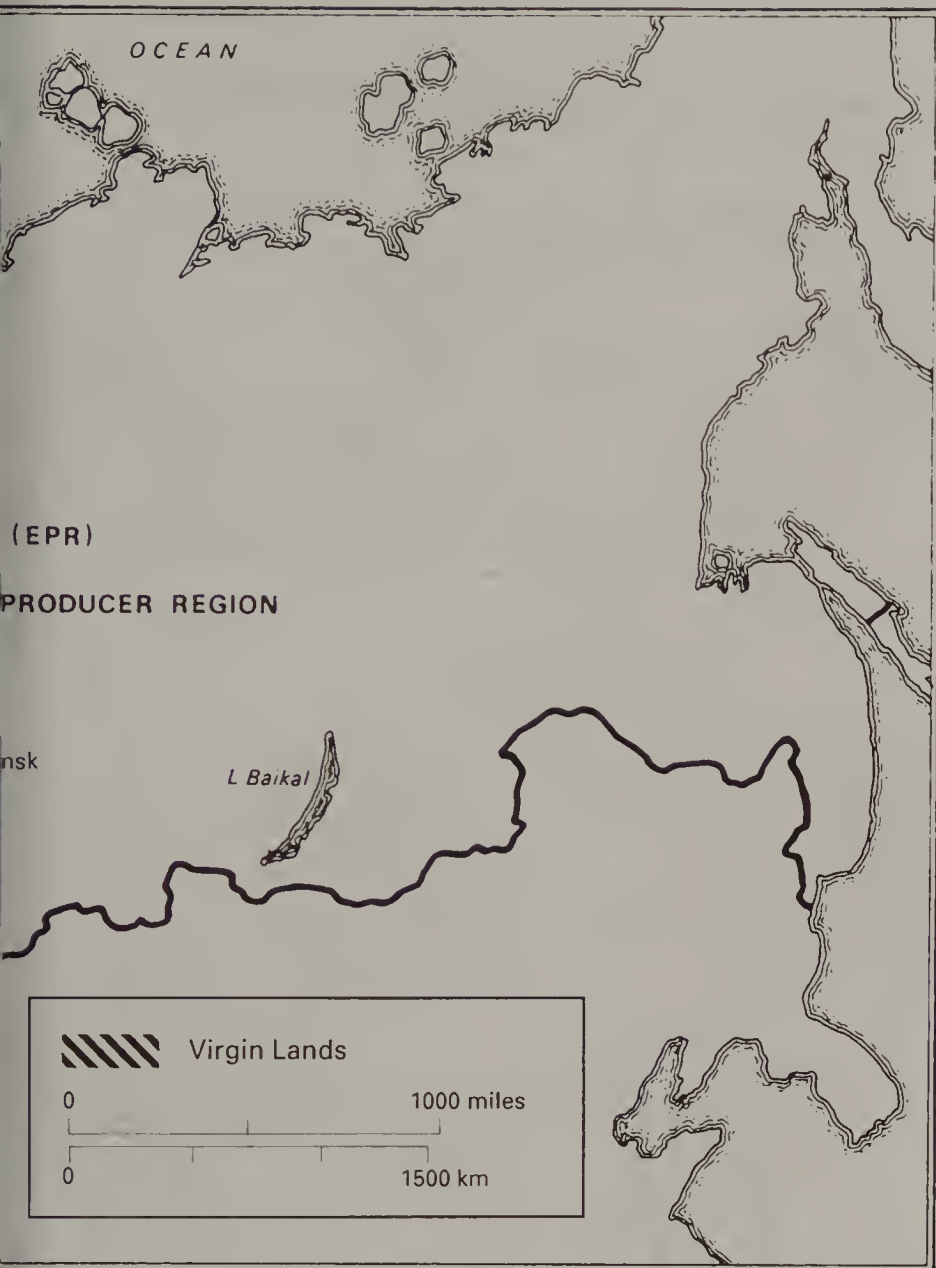 OCEAN
(EPR)
PRODUCER REGION
nsk
L Baikal
Virgin Lands
0 1000 miles
0 1500 km